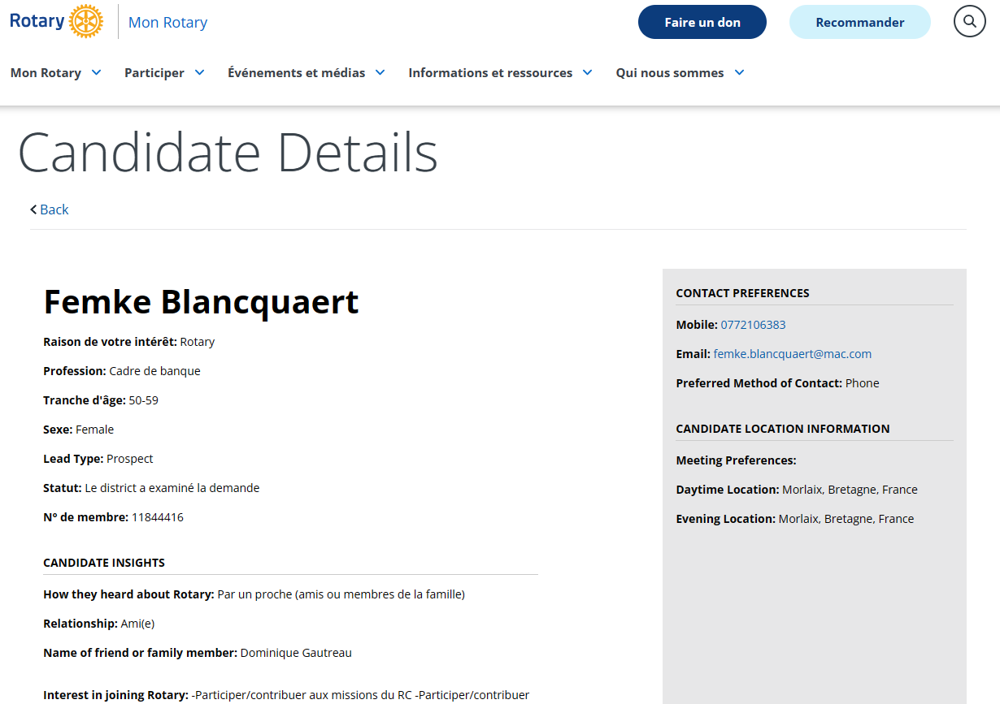 Rotary
Mon Rotary
Faire un don
Recommander
Mon Rotary
Participer
Événements et médias
Informations et ressources
Qui nous sommes
Candidate Details
Back
Femke Blancquaert
Raison de votre intérêt: Rotary
Profession: Cadre de banque
Tranche d'âge: 50-59
Sexe: Female
Lead Type: Prospect
Statut: Le district a examiné la demande
N° de membre: 11844416
CANDIDATE INSIGHTS
How they heard about Rotary: Par un proche (amis ou membres de la famille)
Relationship: Ami(e)
Name of friend or family member: Dominique Gautreau
Interest in joining Rotary: -Participer/contribuer aux missions du RC -Participer/contribuer
CONTACT PREFERENCES
Mobile: 0772106383
Email: femke.blancquaert@mac.com
Preferred Method of Contact: Phone
CANDIDATE LOCATION INFORMATION
Meeting Preferences:
Daytime Location: Morlaix, Bretagne, France
Evening Location: Morlaix, Bretagne, France